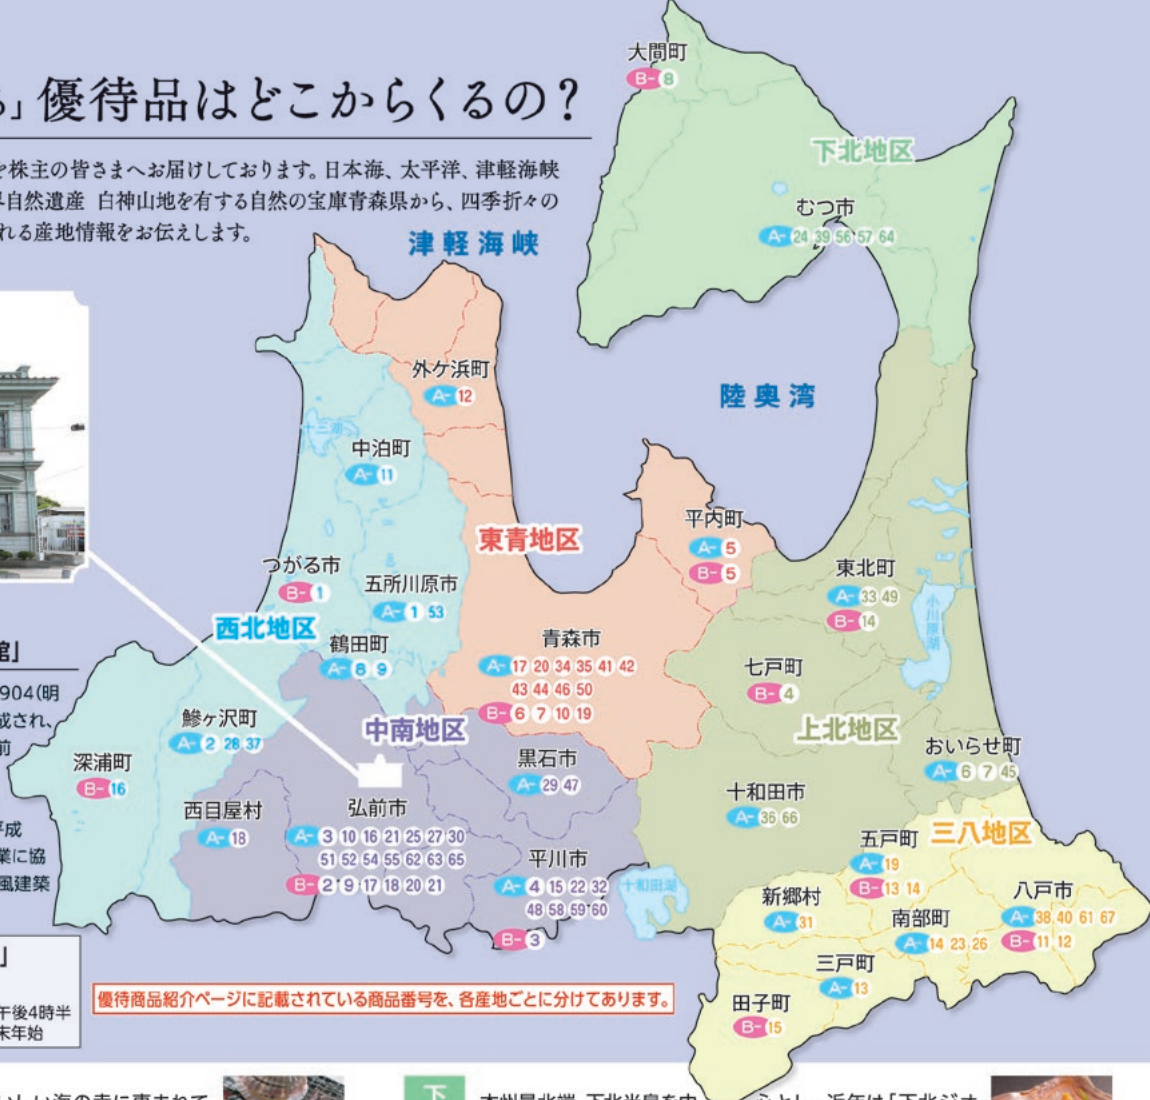 」優待品はどこからくるの？
株主の皆さまへお届けしております。日本海、太平洋、津軽海峡
自然遺産 白神山地を有する自然の宝庫青森県から、四季折々の
れる産地情報をお伝えします。
大間町
B- 8
下北地区
むつ市
A- 24 39 56 57 64
津軽海峡
外ケ浜町
A- 12
陸奥湾
十三湖
中泊町
A- 11
東青地区
平内町
A- 5
B- 5
つがる市
B- 1
五所川原市
A- 1 53
東北町
A- 33 49
B- 14
小川原湖
西北地区
鶴田町
A- 8 9
青森市
A- 17 20 34 35 41 42
43 44 46 50
B- 6 7 10 19
七戸町
B- 4
館」
904（明
成され、
前
鰺ヶ沢町
A- 2 28 37
中南地区
上北地区
深浦町
B- 16
黒石市
A- 29 47
おいらせ町
A- 6 7 45
西目屋村
A- 18
弘前市
A- 3 10 16 21 25 27 30
51 52 54 55 62 63 65
B- 2 9 17 18 20 21
十和田市
A- 36 66
平成
業に協
風建築
平川市
A- 4 15 22 32
48 58 59 60
B- 3
十和田湖
三八地区
五戸町
A- 19
B- 13 14
新郷村
A- 31
南部町
A- 14 23 26
八戸市
A- 38 40 61 67
B- 11 12
三戸町
A- 13
田子町
B- 15
」
午後4時半
末年始
優待商品紹介ページに記載されている商品番号を、各産地ごとに分けてあります。
下